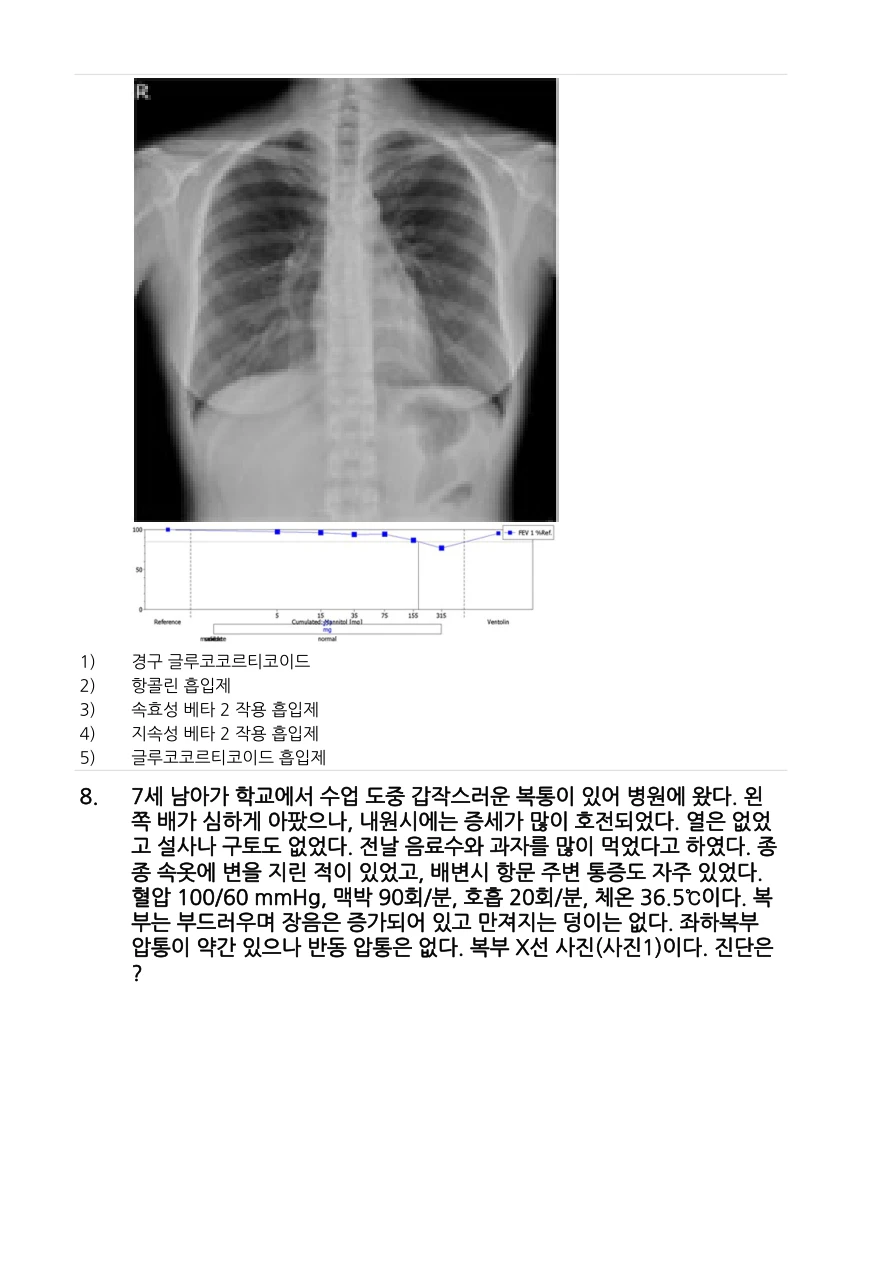 R
100
50
0
FEV 1 %Ref.
5 15 35 75 155 315
Reference Cumulated Mannitol [mg] Ventolin
mg
normal
1) 경구 글루코코르티코이드
2) 항콜린 흡입제
3) 속효성 베타 2 작용 흡입제
4) 지속성 베타 2 작용 흡입제
5) 글루코코르티코이드 흡입제
8. 7세 남아가 학교에서 수업 도중 갑작스러운 복통이 있어 병원에 왔다. 왼
쪽 배가 심하게 아팠으나, 내원시에는 증세가 많이 호전되었다. 열은 없었
고 설사나 구토도 없었다. 전날 음료수와 과자를 많이 먹었다고 하였다. 종
종 속옷에 변을 지린 적이 있었고, 배변시 항문 주변 통증도 자주 있었다.
혈압 100/60 mmHg, 맥박 90회/분, 호흡 20회/분, 체온 36.5℃이다. 복
부는 부드러우며 장음은 증가되어 있고 만져지는 덩이는 없다. 좌하복부
압통이 약간 있으나 반동 압통은 없다. 복부 X선 사진(사진1)이다. 진단은
?